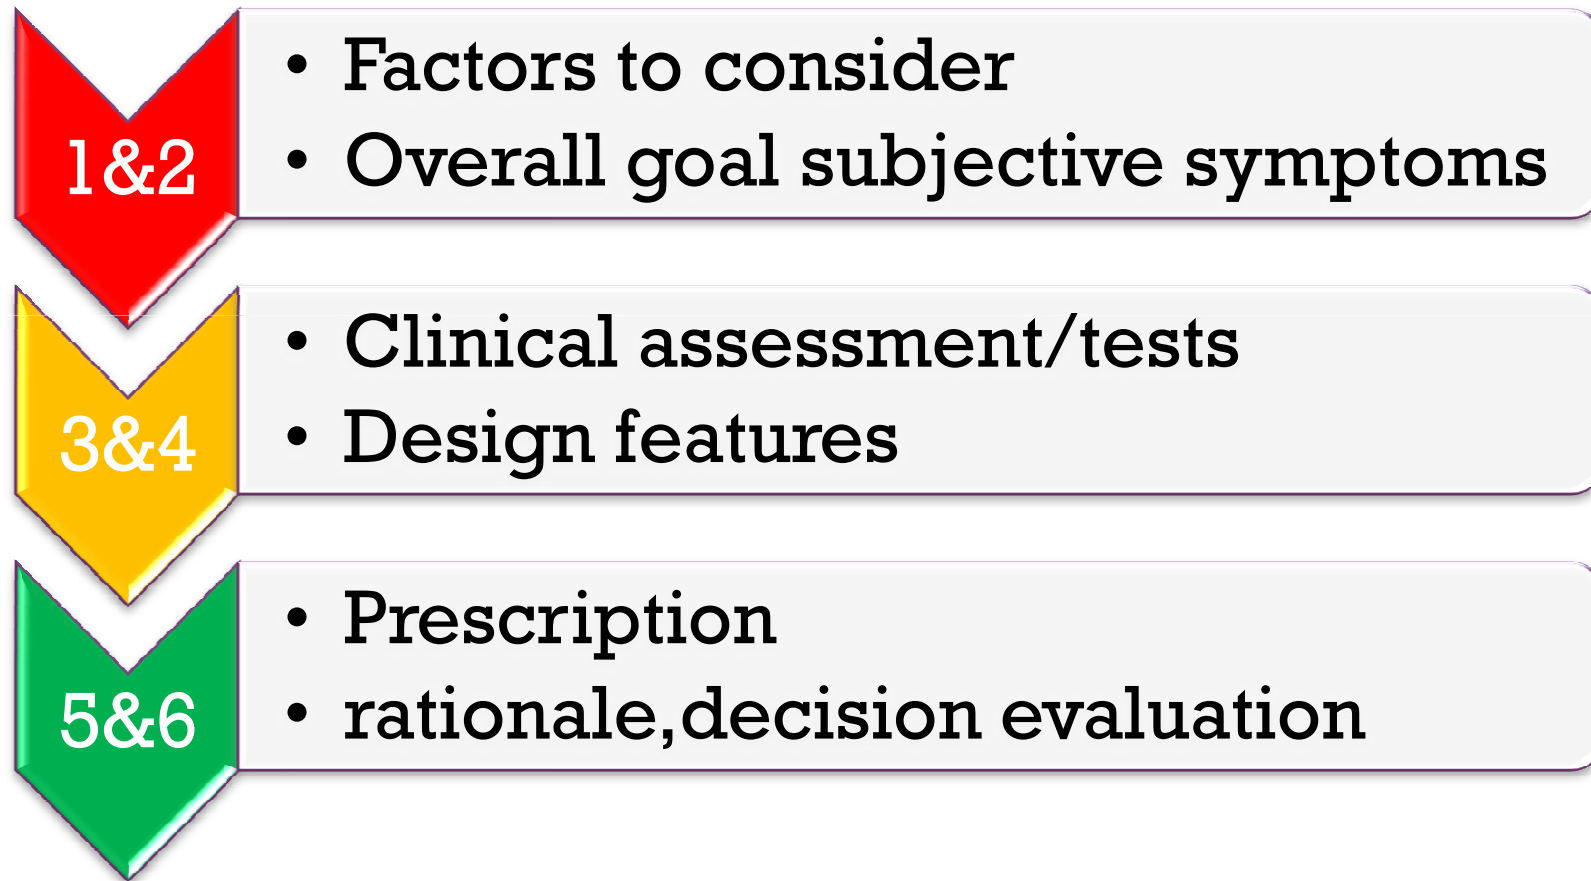 1&2
• Factors to consider
• Overall goal subjective symptoms
3&4
• Clinical assessment/tests
• Design features
5&6
• Prescription
• rationale,decision evaluation